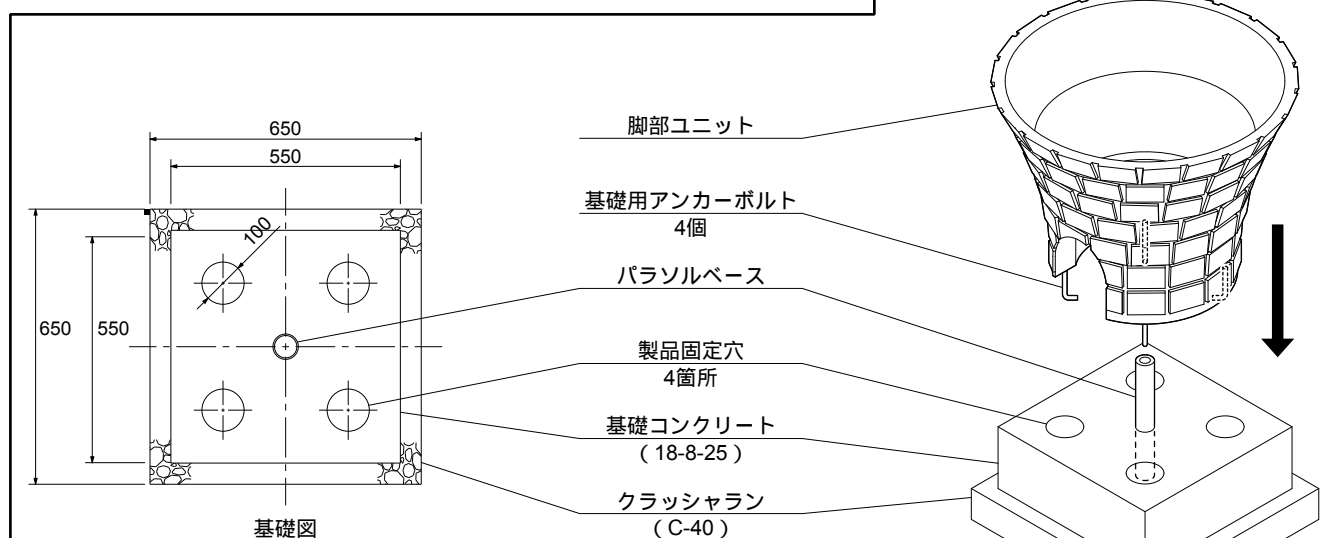 650
550
100
650
550
基礎図
脚部ユニット
基礎用アンカーボルト
4個
パラソルベース
製品固定穴
4箇所
基礎コンクリート
（18-8-25）
クラッシャラン
（C-40）